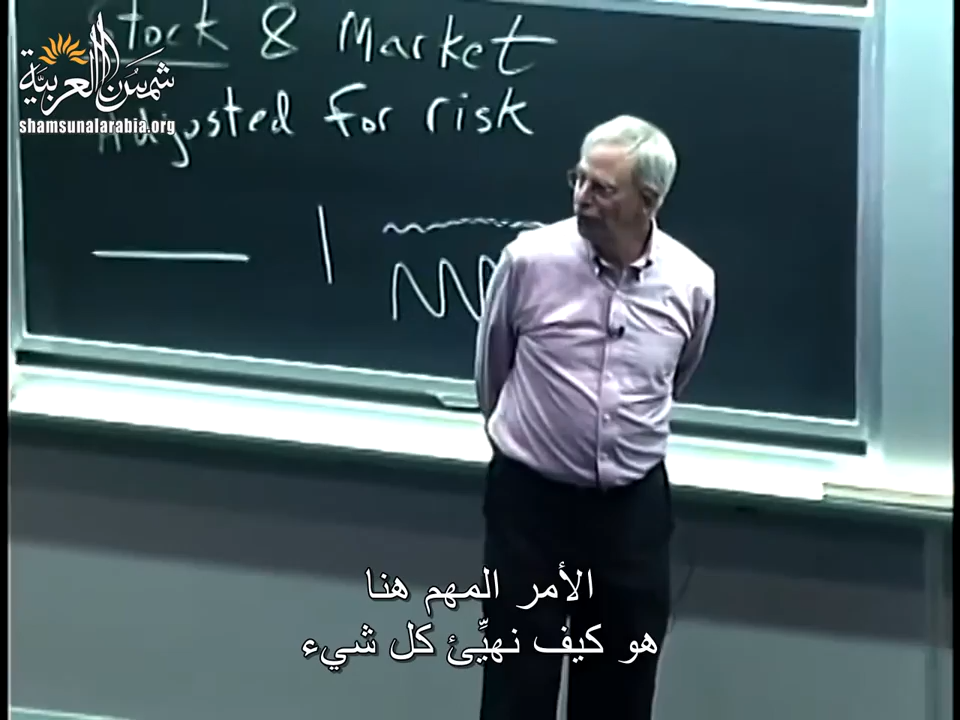 Stock & Market
Adjusted for risk
شمس العربية
shamsunalarabia.org
الأمر المهم هنا
هو كيف نهيِّئ كل شيء